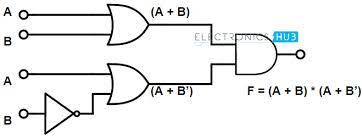 A
B
(A + B)
ELECTRONICS HUB
A
B
(A + B')
F = (A + B) * (A + B')